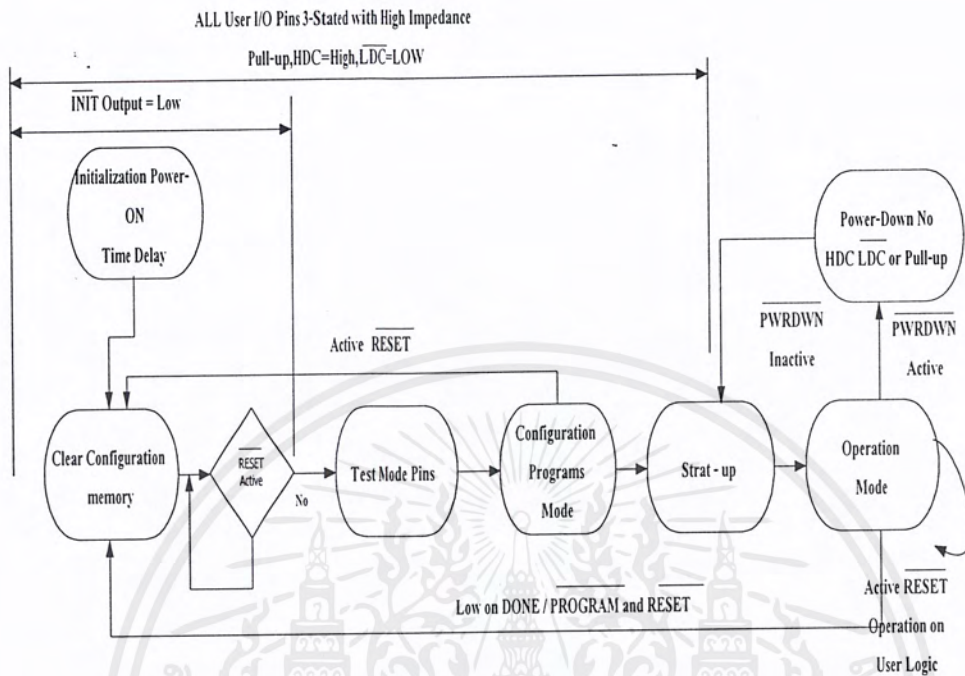 ALL User I/O Pins 3-Stated with High Impedance
Pull-up,HDC=High,LDC=LOW
INIT Output = Low
Initialization Power-
ON
Time Delay
Power-Down No
HDC LDC or Pull-up
PWRDWN
Inactive
PWRDWN
Active
Active RESET
Clear Configuration
memory
RESET
Active
No
Test Mode Pins
Configuration
Programs
Mode
Strat - up
Operation
Mode
Low on DONE / PROGRAM and RESET
Active RESET
Operation on
User Logic